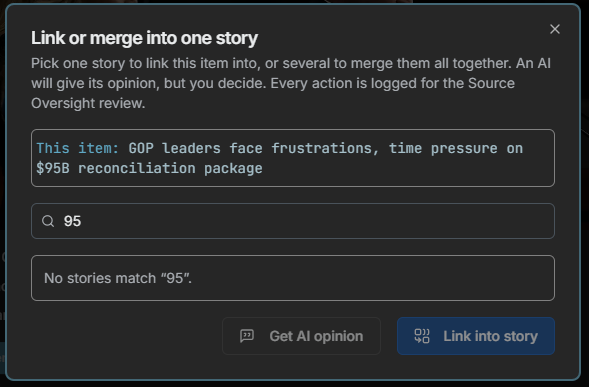 Link or merge into one story
Pick one story to link this item into, or several to merge them all together. An AI
will give its opinion, but you decide. Every action is logged for the Source
Oversight review.
This item: GOP leaders face frustrations, time pressure on
$95B reconciliation package
95
No stories match “95”.
Get AI opinion
Link into story